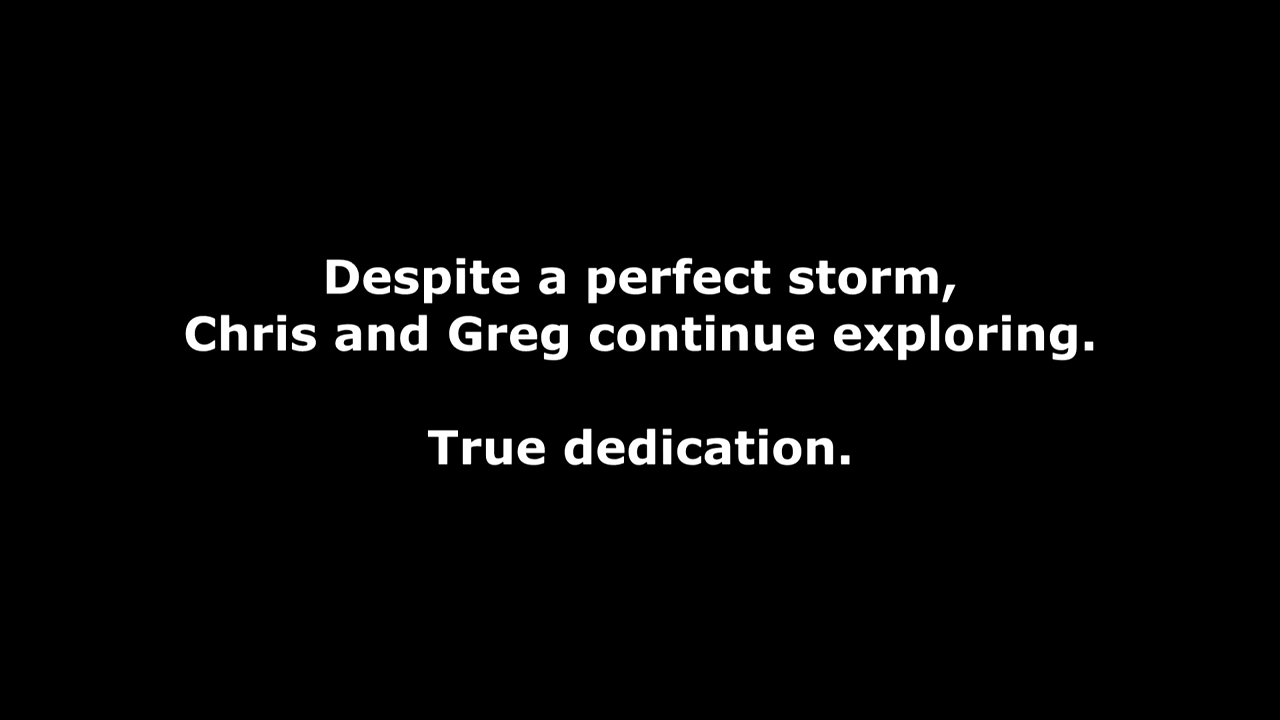 Despite a perfect storm,
Chris and Greg continue exploring.
True dedication.